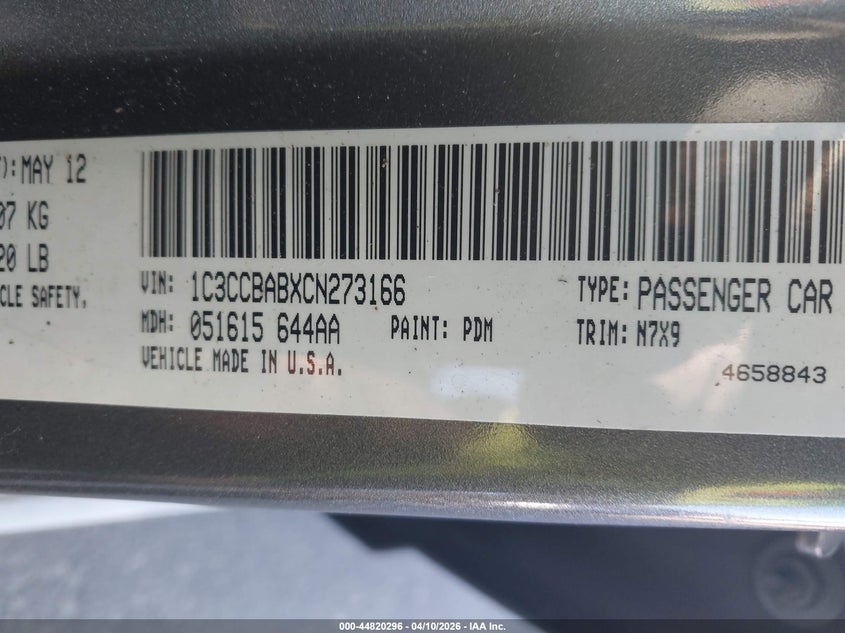 ): MAY 12
07 KG
20 LB
CLE SAFETY,
VIN: 1C3CCBABXCN273166
TYPE: PASSENGER CAR
MDH: 051615 644AA
PAINT: PDM
TRIM: N7X9
VEHICLE MADE IN U.S.A.
4658843
000-44820296 - 04/10/2026 - IAA Inc.